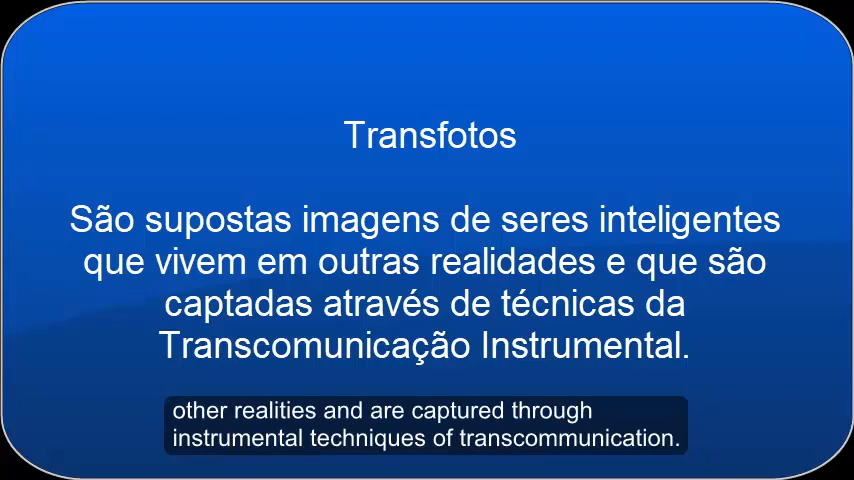 Transfotos
São supostas imagens de seres inteligentes
que vivem em outras realidades e que são
captadas através de técnicas da
Transcomunicação Instrumental.
other realities and are captured through
instrumental techniques of transcommunication.